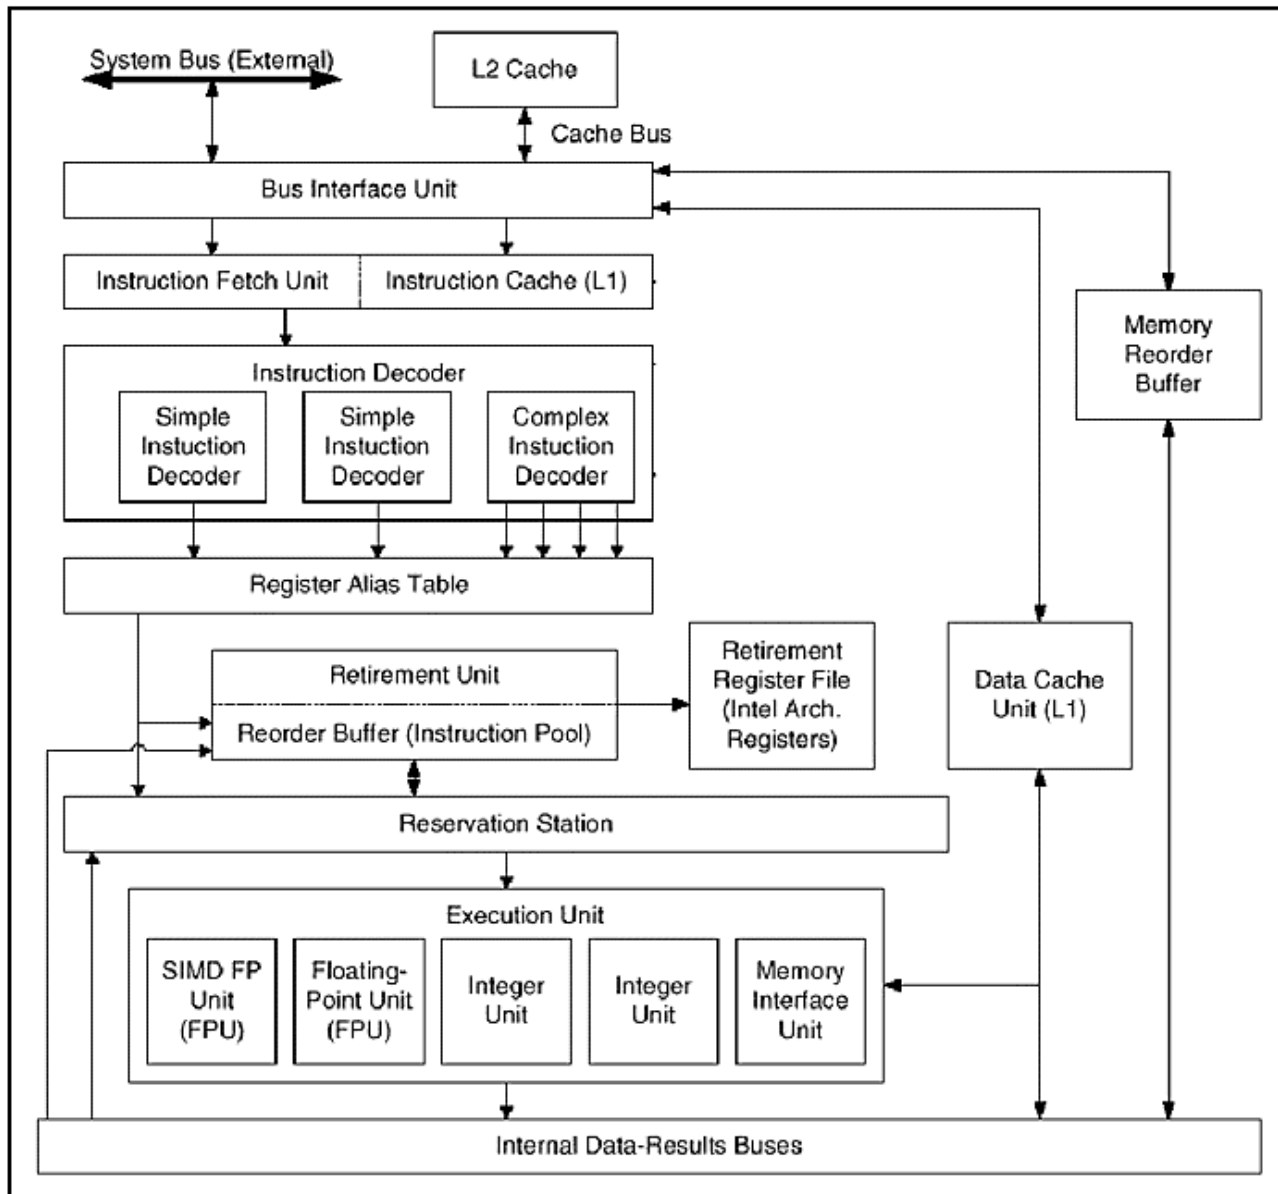 System Bus (External)
L2 Cache
Cache Bus
Bus Interface Unit
Instruction Fetch Unit
Instruction Cache (L1)
Memory
Reorder
Buffer
Instruction Decoder
Simple
Instuction
Decoder
Simple
Instuction
Decoder
Complex
Instuction
Decoder
Register Alias Table
Retirement Unit
Reorder Buffer (Instruction Pool)
Retirement
Register File
(Intel Arch.
Registers)
Data Cache
Unit (L1)
Reservation Station
Execution Unit
SIMD FP
Unit
(FPU)
Floating-
Point Unit
(FPU)
Integer
Unit
Integer
Unit
Memory
Interface
Unit
Internal Data-Results Buses